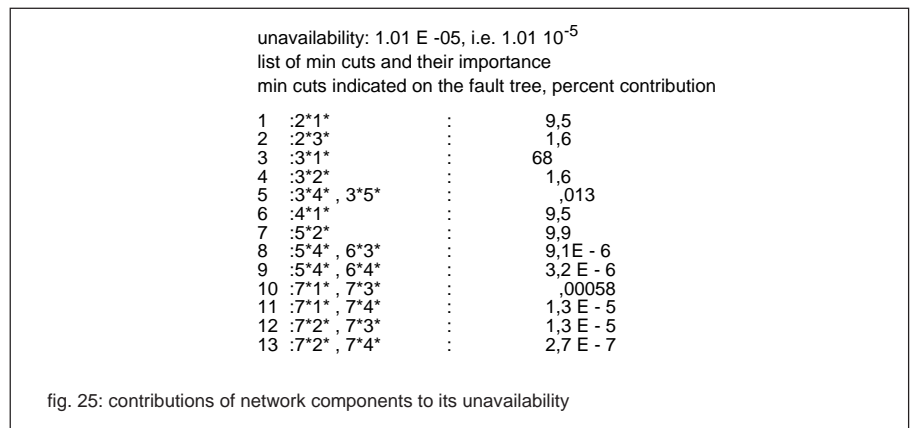 unavailability: 1.01 E -05, i.e. 1.01 10-5
list of min cuts and their importance
min cuts indicated on the fault tree, percent contribution
1 :2*1* : 9,5
2 :2*3* : 1,6
3 :3*1* : 68
4 :3*2* : 1,6
5 :3*4* , 3*5* : ,013
6 :4*1* : 9,5
7 :5*2* : 9,9
8 :5*4* , 6*3* : 9,1E - 6
9 :5*4* , 6*4* : 3,2 E - 6
10 :7*1* , 7*3* : ,00058
11 :7*1* , 7*4* : 1,3 E - 5
12 :7*2* , 7*3* : 1,3 E - 5
13 :7*2* , 7*4* : 2,7 E - 7
fig. 25: contributions of network components to its unavailability